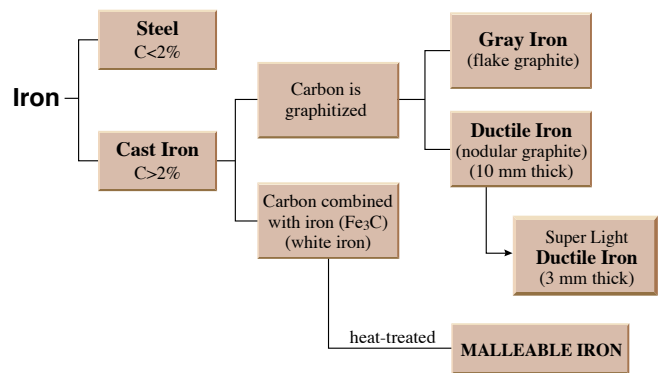 Iron
Steel
C<2%
Cast Iron
C>2%
Carbon is
graphitized
Carbon combined
with iron (Fe₃C)
(white iron)
Gray Iron
(flake graphite)
Ductile Iron
(nodular graphite)
(10 mm thick)
Super Light
Ductile Iron
(3 mm thick)
heat-treated
MALLEABLE IRON